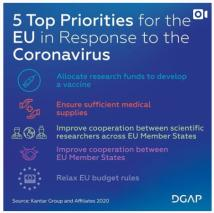 5 Top Priorities for the
EU in Response to the
Coronavirus
Allocate research funds to develop
a vaccine
Ensure sufficient medical
supplies
Improve cooperation between scientific
researchers across EU Member States
Improve cooperation between
EU Member States
Relax EU budget rules
Source: Kantar Group and Affiliates 2020
DGAP